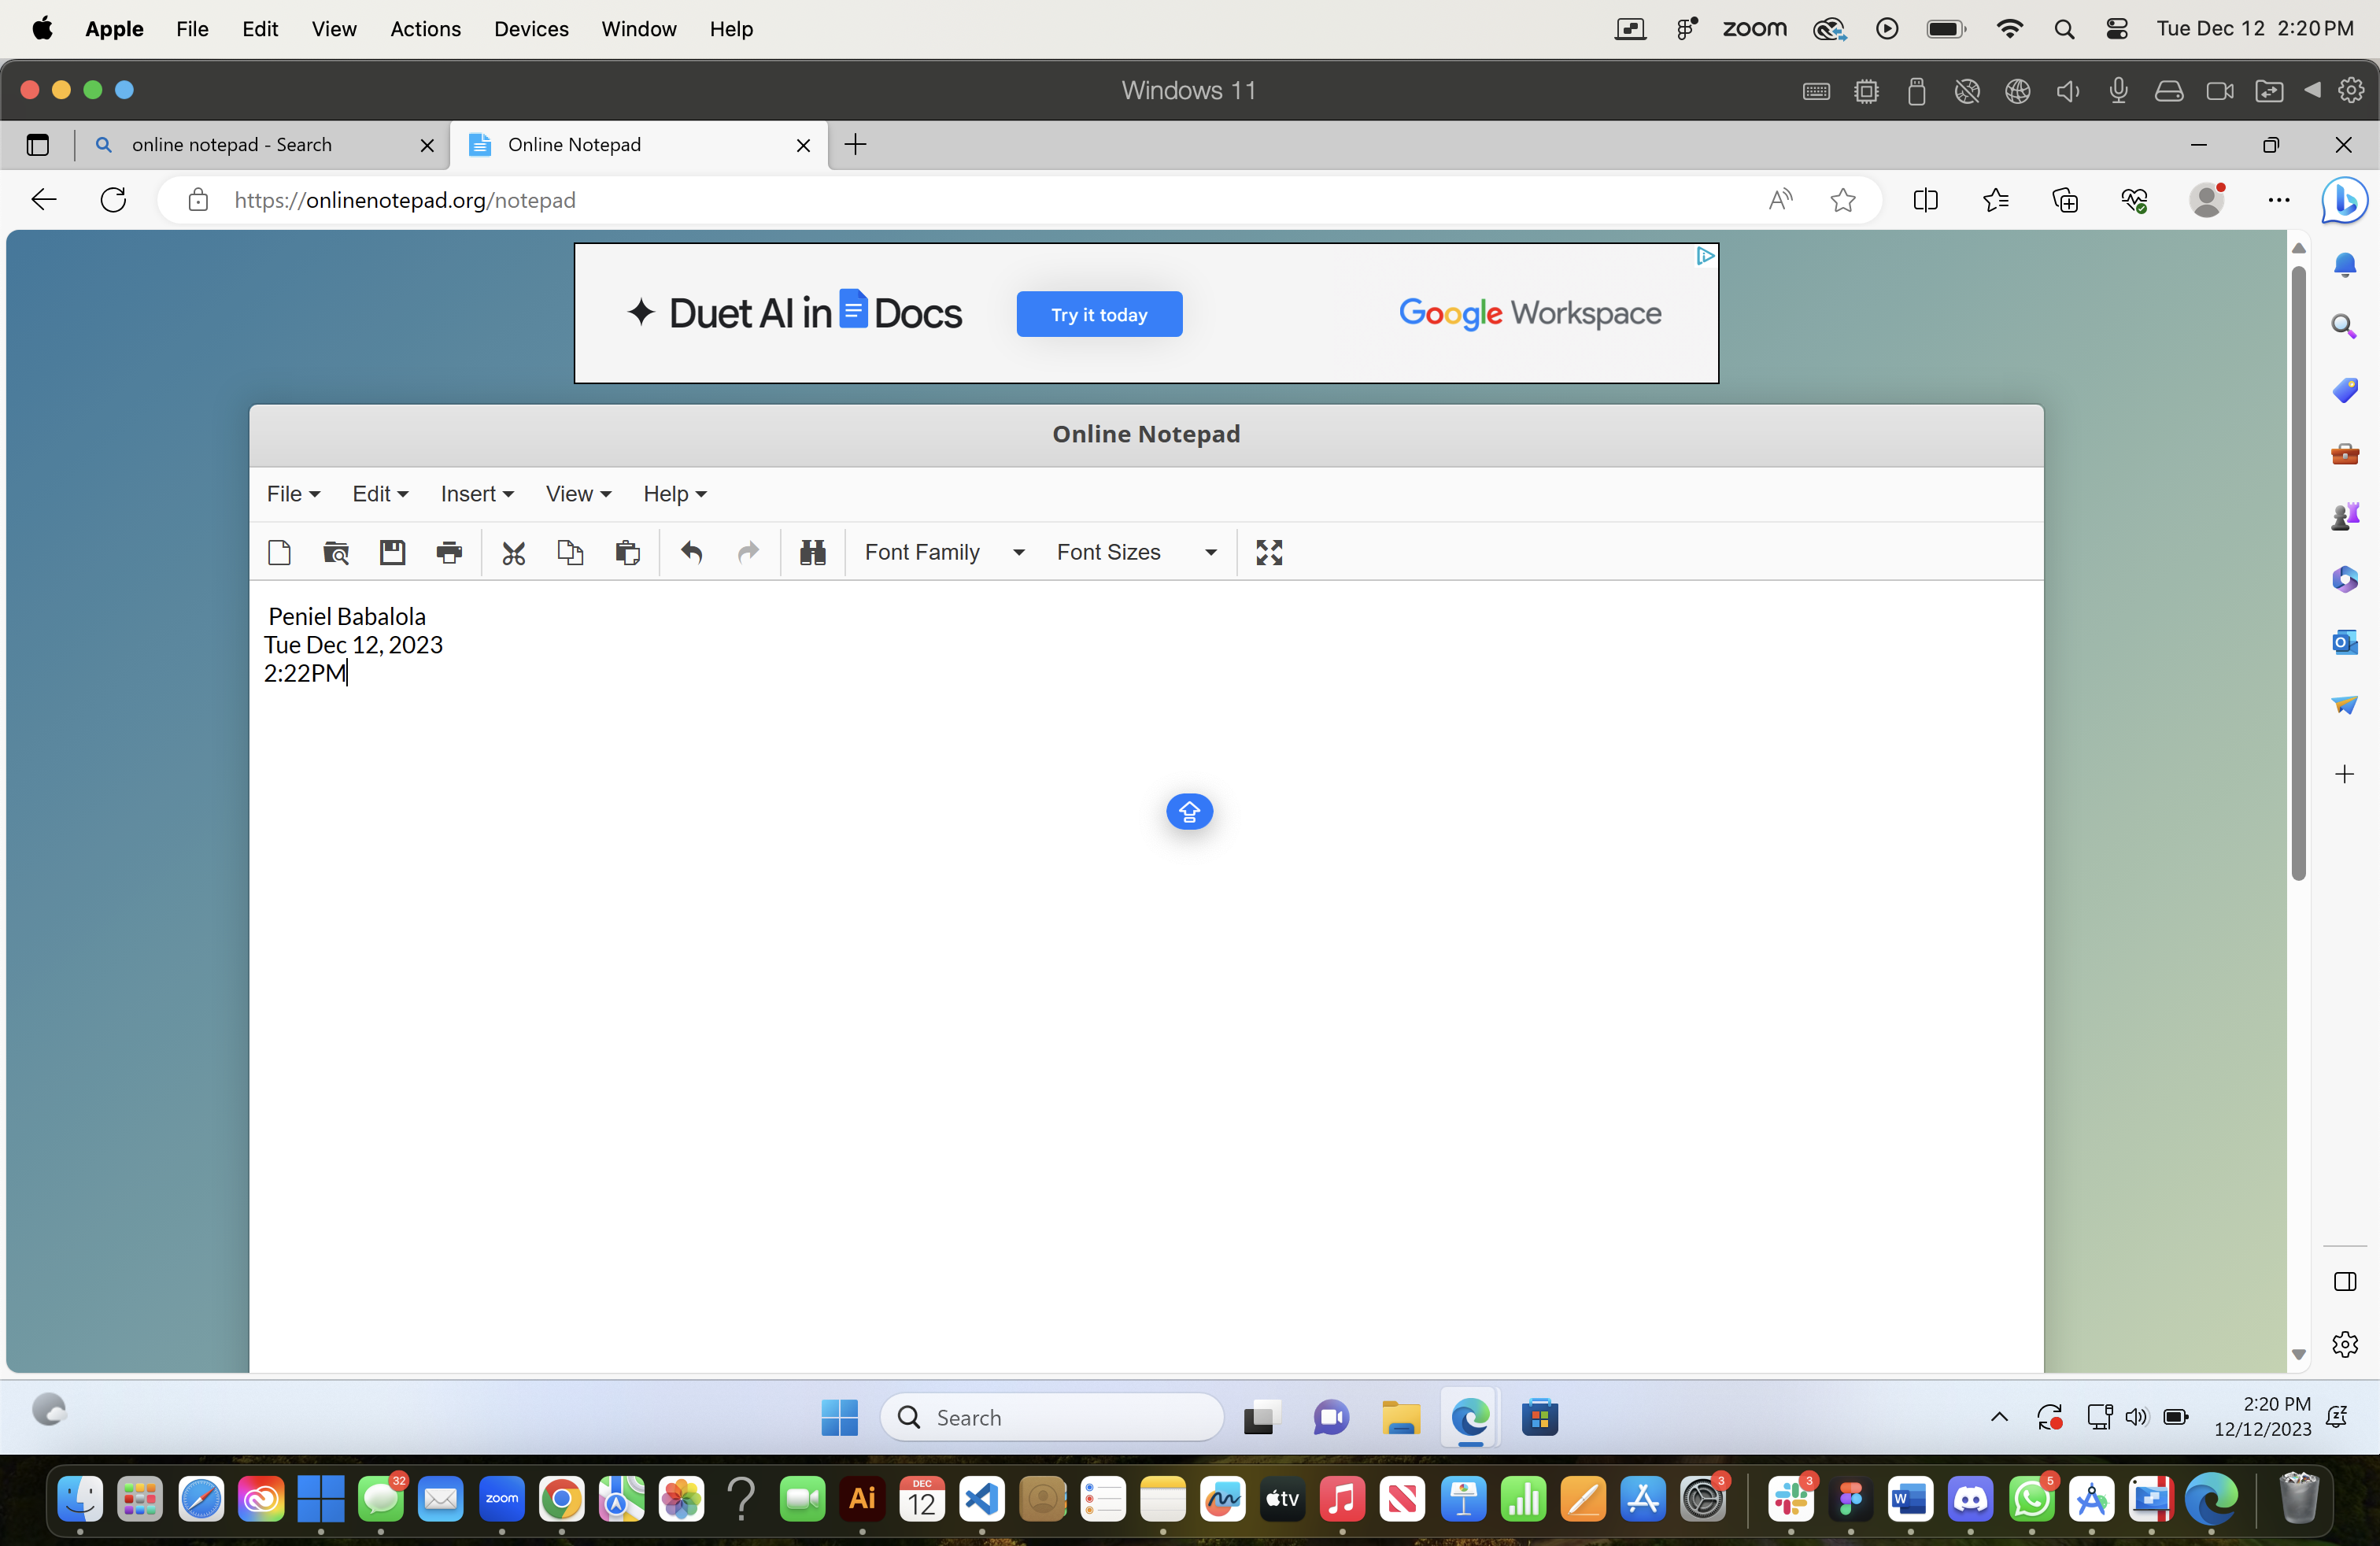 Apple File Edit View Actions Devices Window Help zoom Tue Dec 12 2:20 PM
Windows 11
online notepad - Search Online Notepad
https://onlinenotepad.org/notepad
Duet AI in Docs Try it today Google Workspace
Online Notepad
File Edit Insert View Help
Font Family Font Sizes
Peniel Babalola
Tue Dec 12, 2023
2:22PM
Search
2:20 PM
12/12/2023
32 zoom Ai DEC 12 tv 3 3 W 5